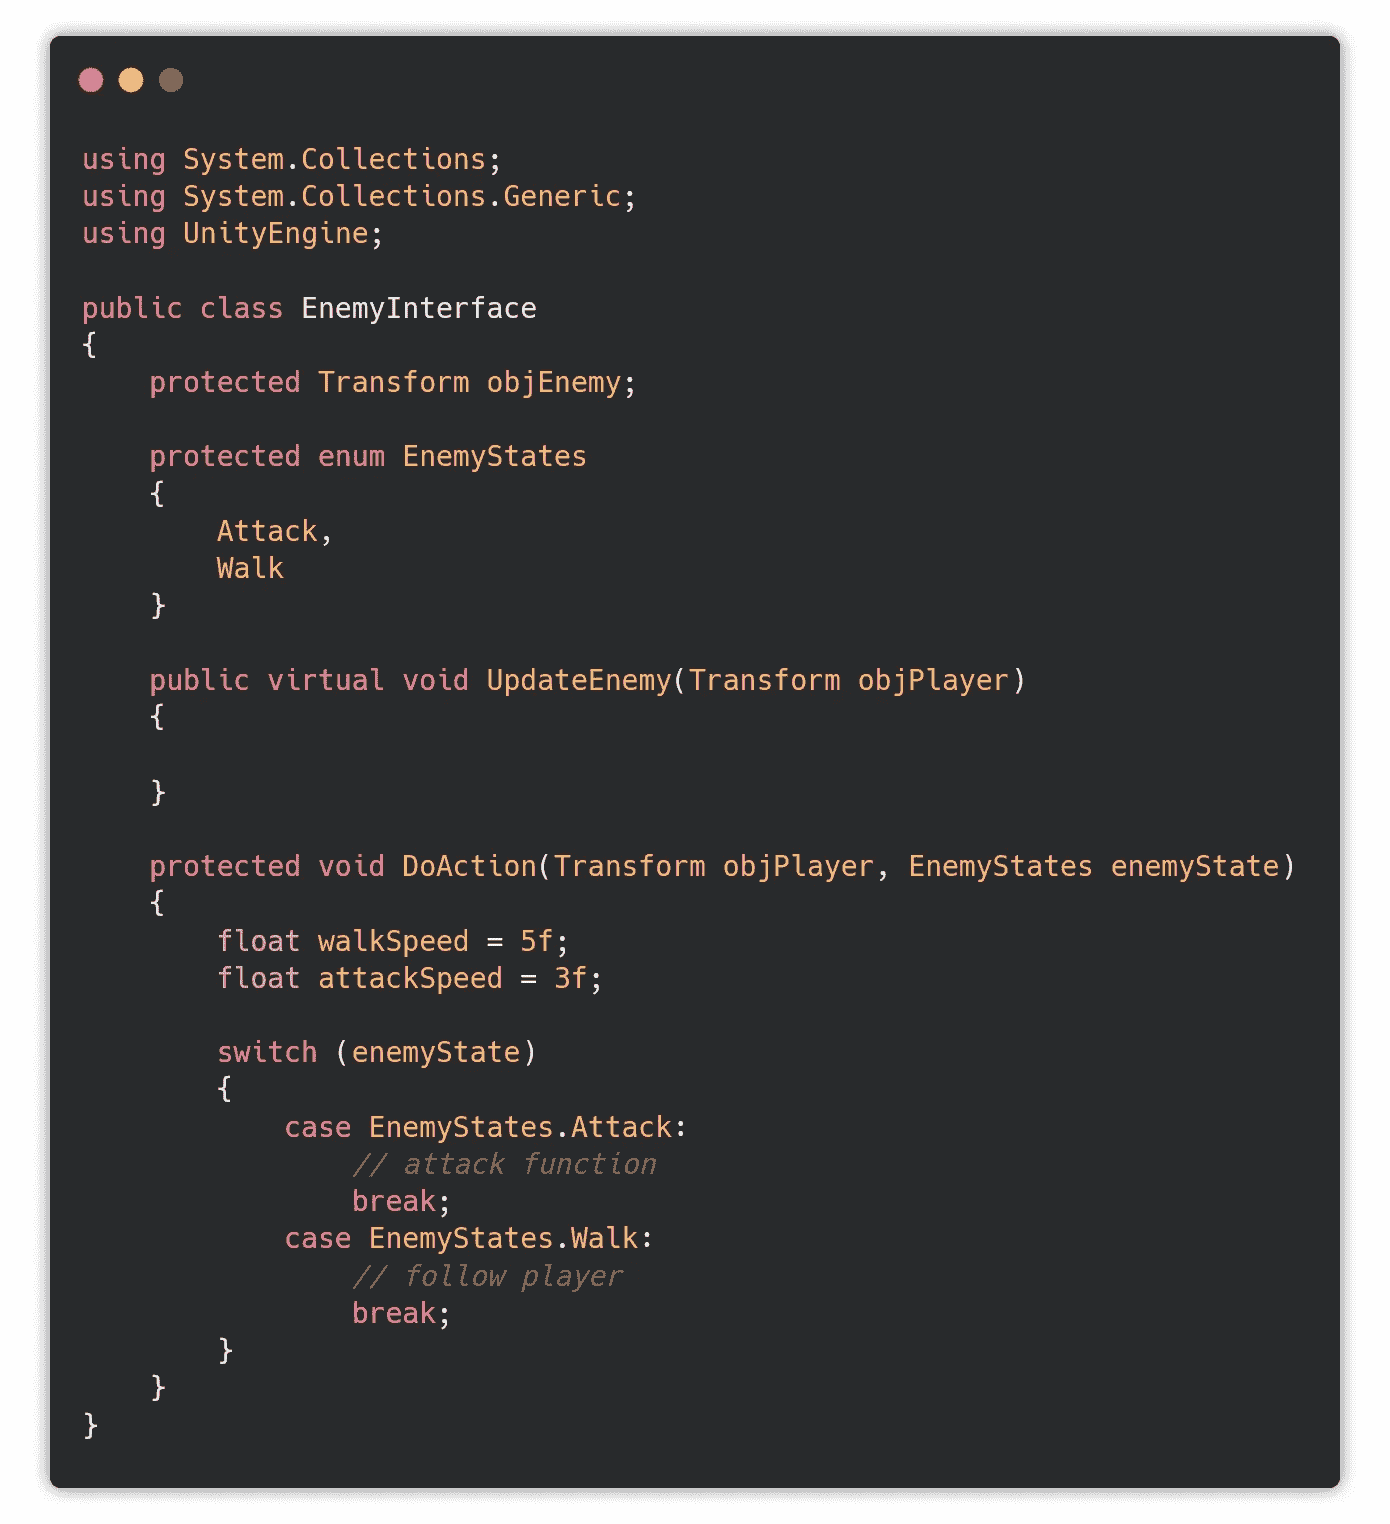 using System.Collections;
using System.Collections.Generic;
using UnityEngine;

public class EnemyInterface
{
    protected Transform objEnemy;

    protected enum EnemyStates
    {
        Attack,
        Walk
    }

    public virtual void UpdateEnemy(Transform objPlayer)
    {

    }

    protected void DoAction(Transform objPlayer, EnemyStates enemyState)
    {
        float walkSpeed = 5f;
        float attackSpeed = 3f;

        switch (enemyState)
        {
            case EnemyStates.Attack:
                // attack function
                break;
            case EnemyStates.Walk:
                // follow player
                break;
        }
    }
}